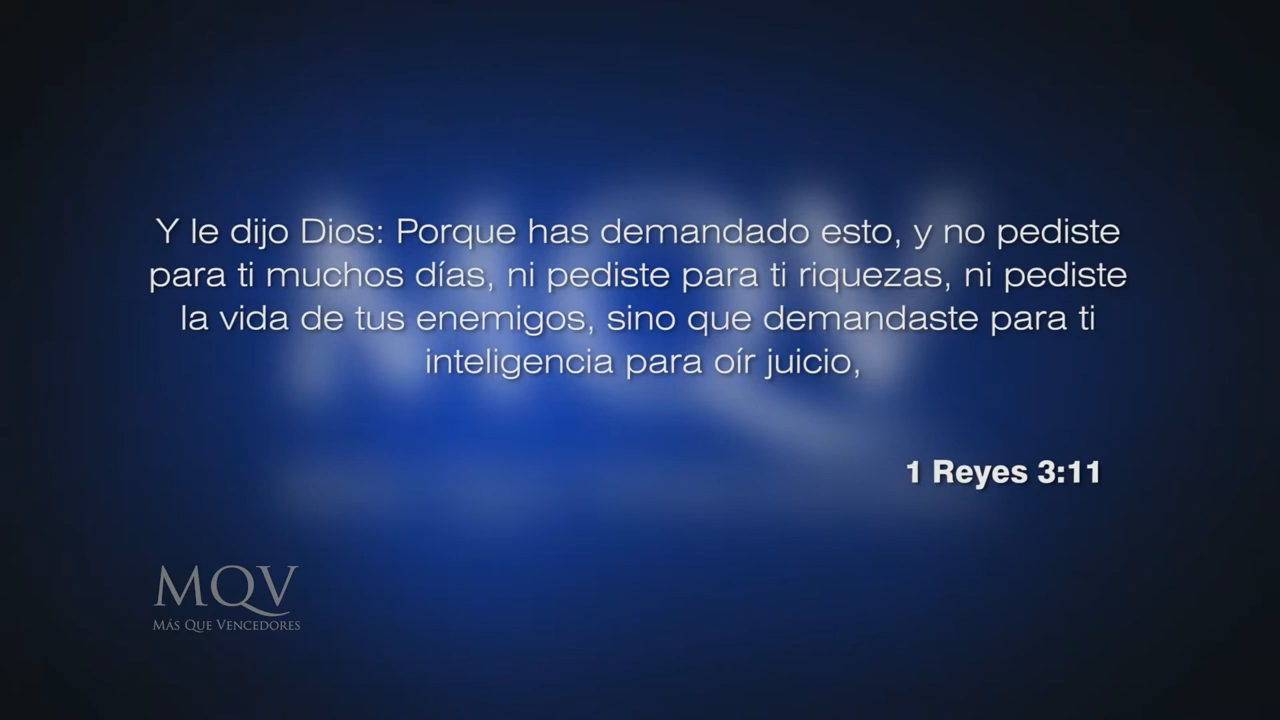 Y le dijo Dios: Porque has demandado esto, y no pediste
para ti muchos días, ni pediste para ti riquezas, ni pediste
la vida de tus enemigos, sino que demandaste para ti
inteligencia para oír juicio,
1 Reyes 3:11
MQV
MÁS QUE VENCEDORES